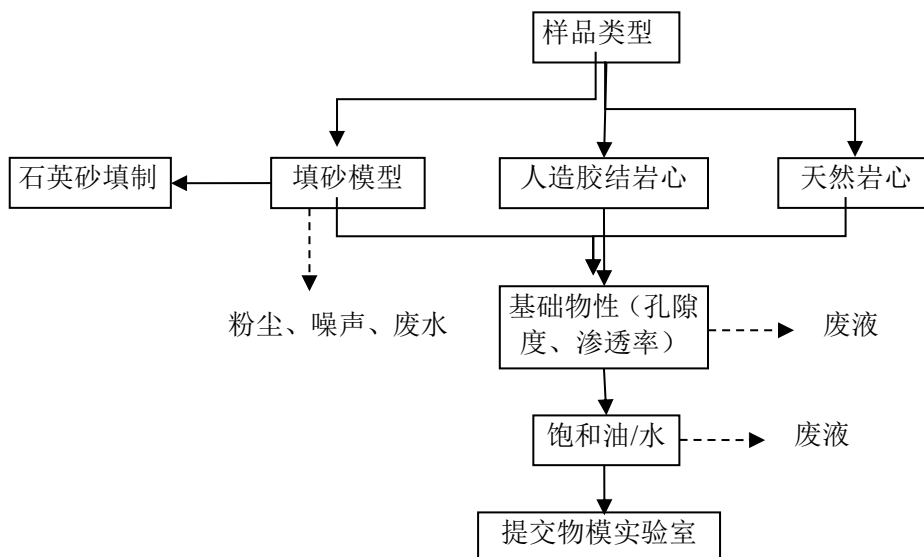 样品类型
石英砂填制
填砂模型
人造胶结岩心
天然岩心
粉尘、噪声、废水
基础物性（孔隙
度、渗透率）
废液
饱和油/水
废液
提交物模实验室